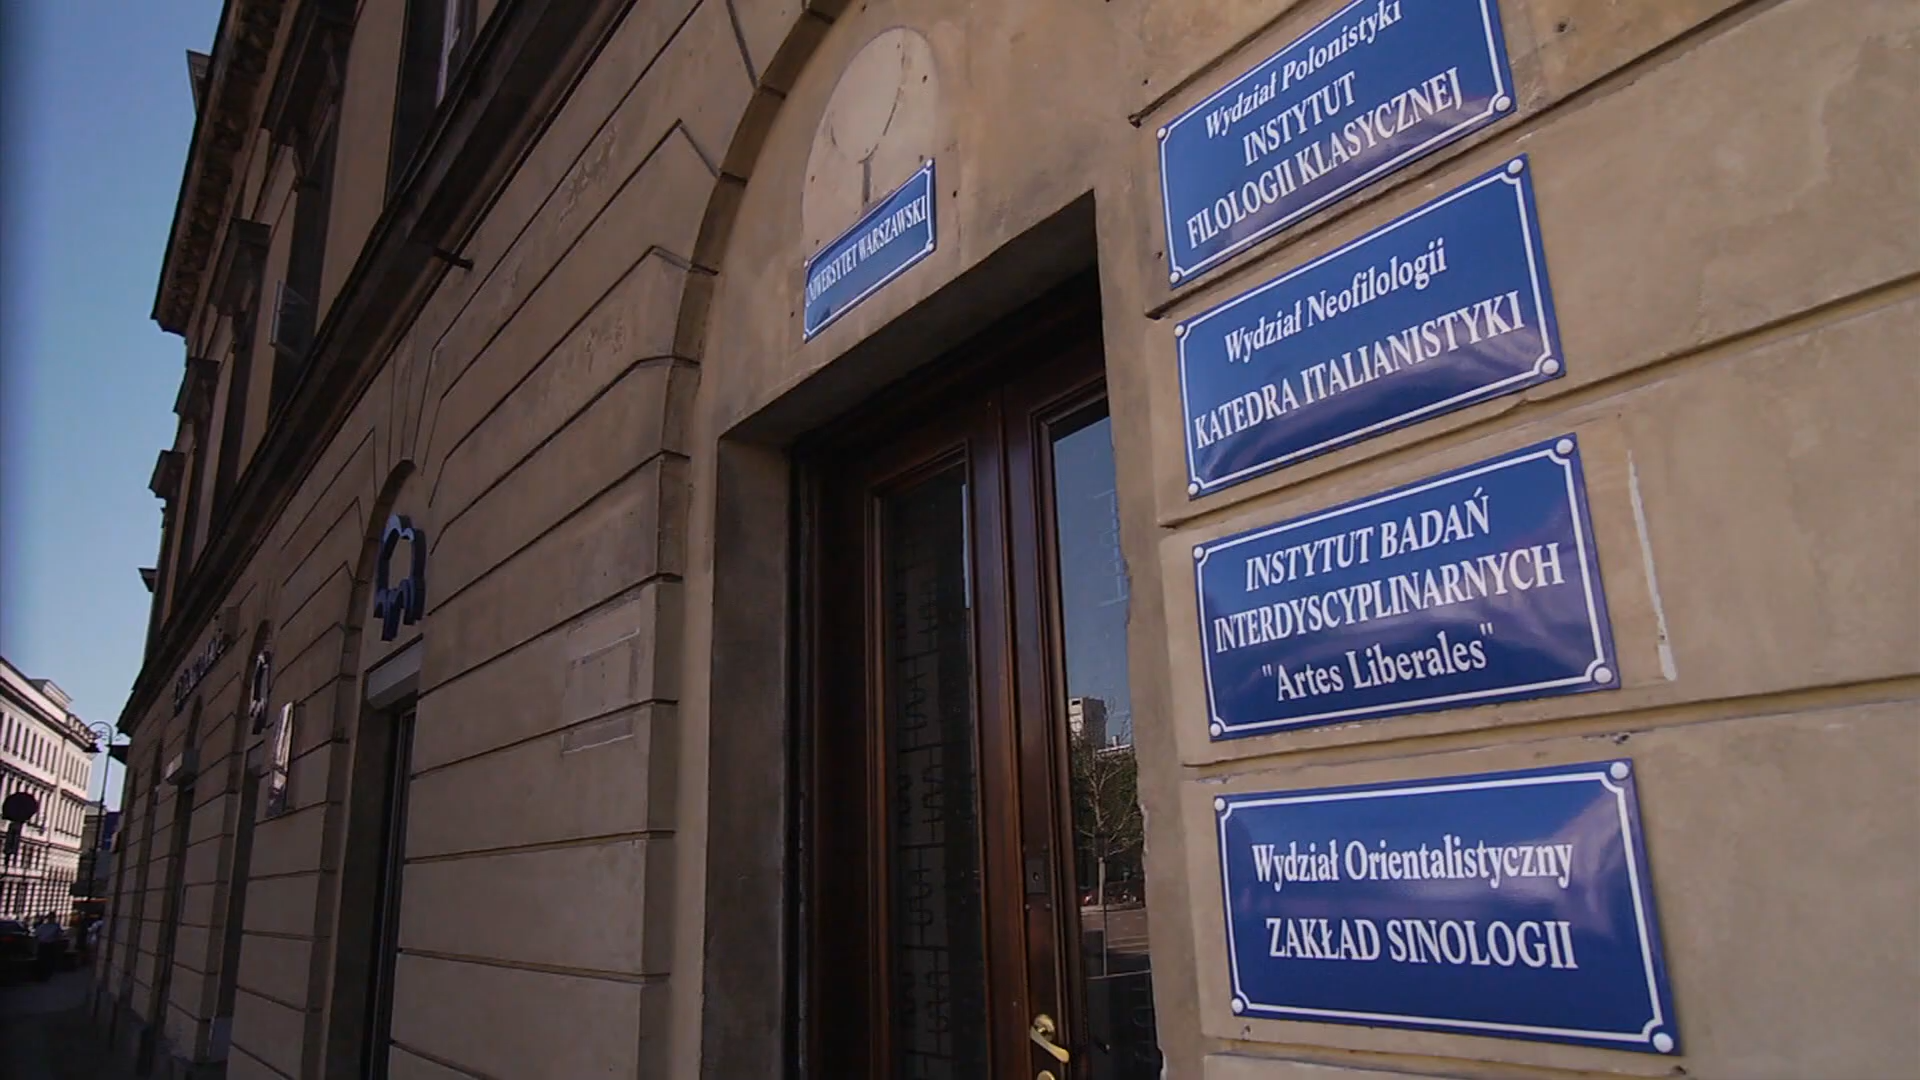 UNIWERSYTET WARSZAWSKI
Wydział Polonistyki
INSTYTUT
FILOLOGII KLASYCZNEJ
Wydział Neofilologii
KATEDRA ITALIANISTYKI
INSTYTUT BADAŃ
INTERDYSCYPLINARNYCH
"Artes Liberales"
Wydział Orientalistyczny
ZAKŁAD SINOLOGII